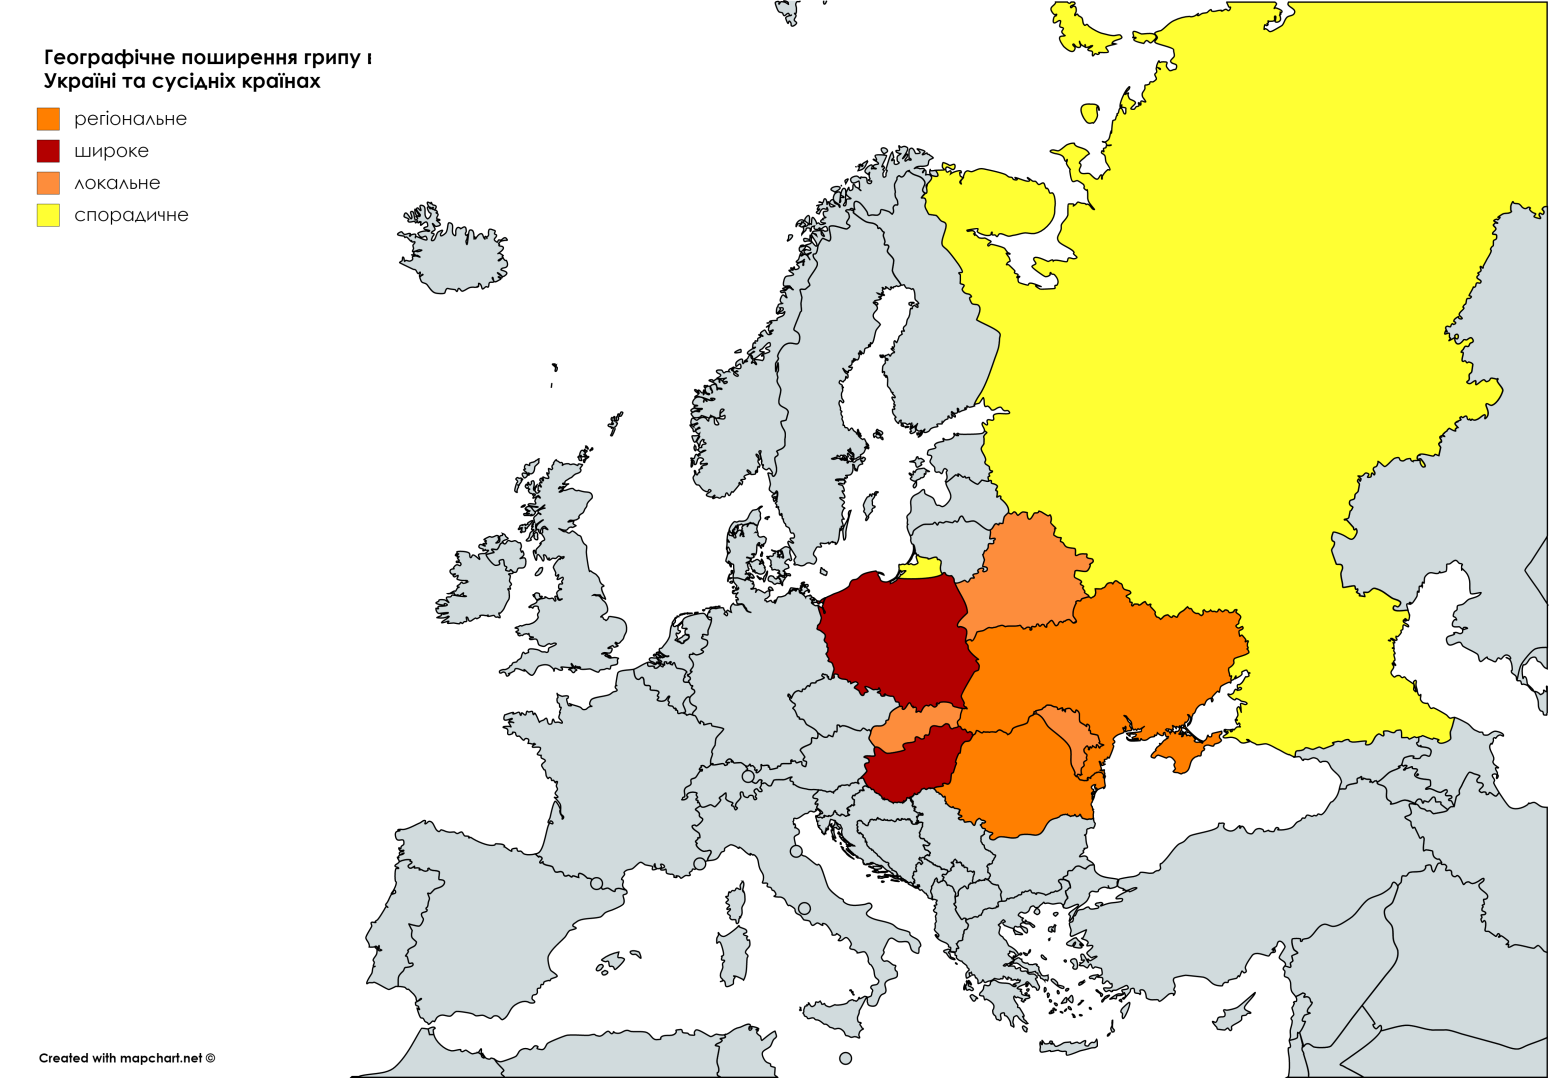 Географічне поширення грипу в
Україні та сусідніх країнах
регіональне
широке
локальне
спорадичне
Created with mapchart.net ©